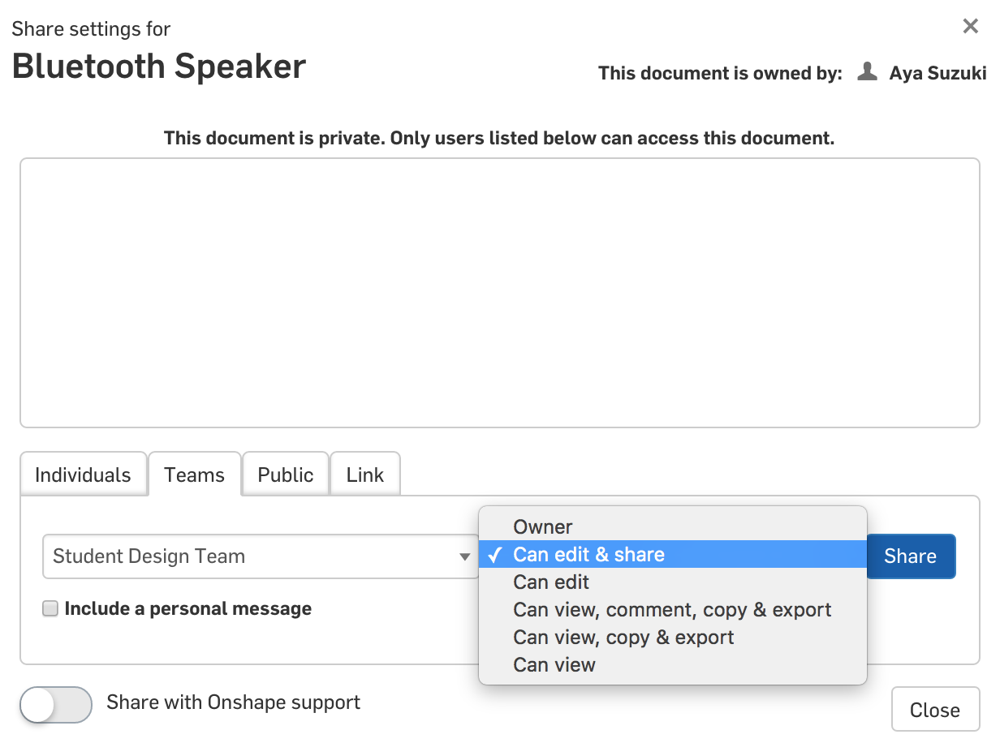 Share settings for
Bluetooth Speaker
This document is owned by: Aya Suzuki
This document is private. Only users listed below can access this document.
Individuals Teams Public Link
Owner
Student Design Team Can edit & share Share
Can edit
Include a personal message Can view, comment, copy & export
Can view, copy & export
Can view
Share with Onshape support
Close